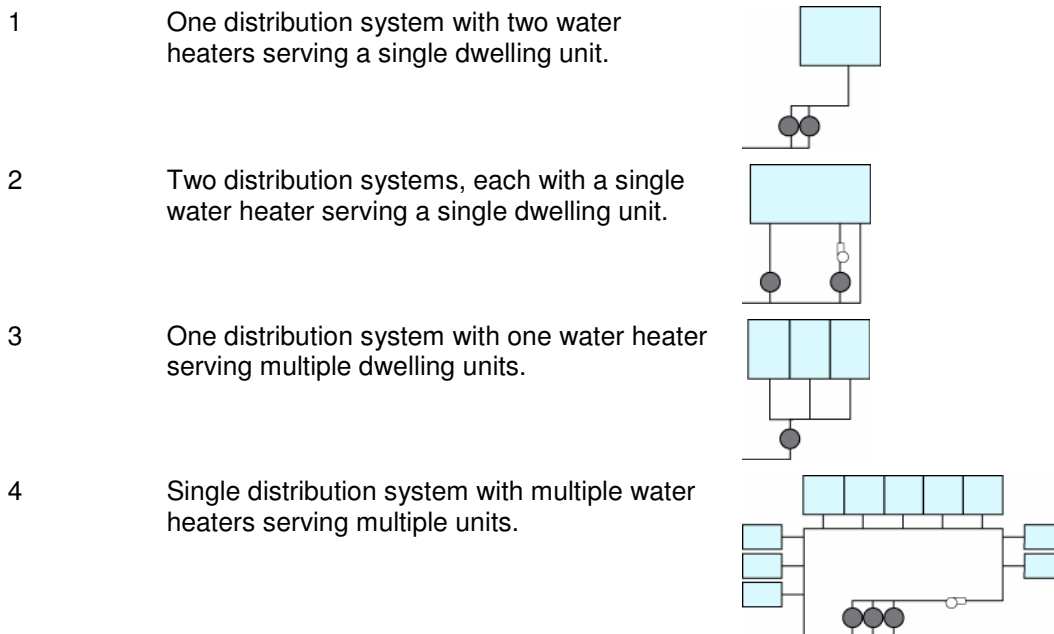 1 One distribution system with two water
heaters serving a single dwelling unit.
2 Two distribution systems, each with a single
water heater serving a single dwelling unit.
3 One distribution system with one water heater
serving multiple dwelling units.
4 Single distribution system with multiple water
heaters serving multiple units.